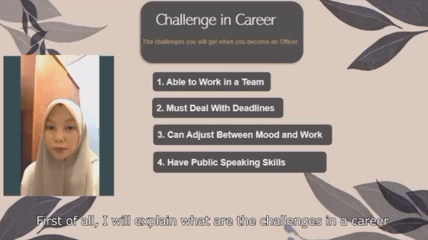 Challenge in Career
The challenges you will get when you become an Officer
1. Able to Work in a Team
2. Must Deal With Deadlines
3. Can Adjust Between Mood and Work
4. Have Public Speaking Skills
First of all, I will explain what are the challenges in a career